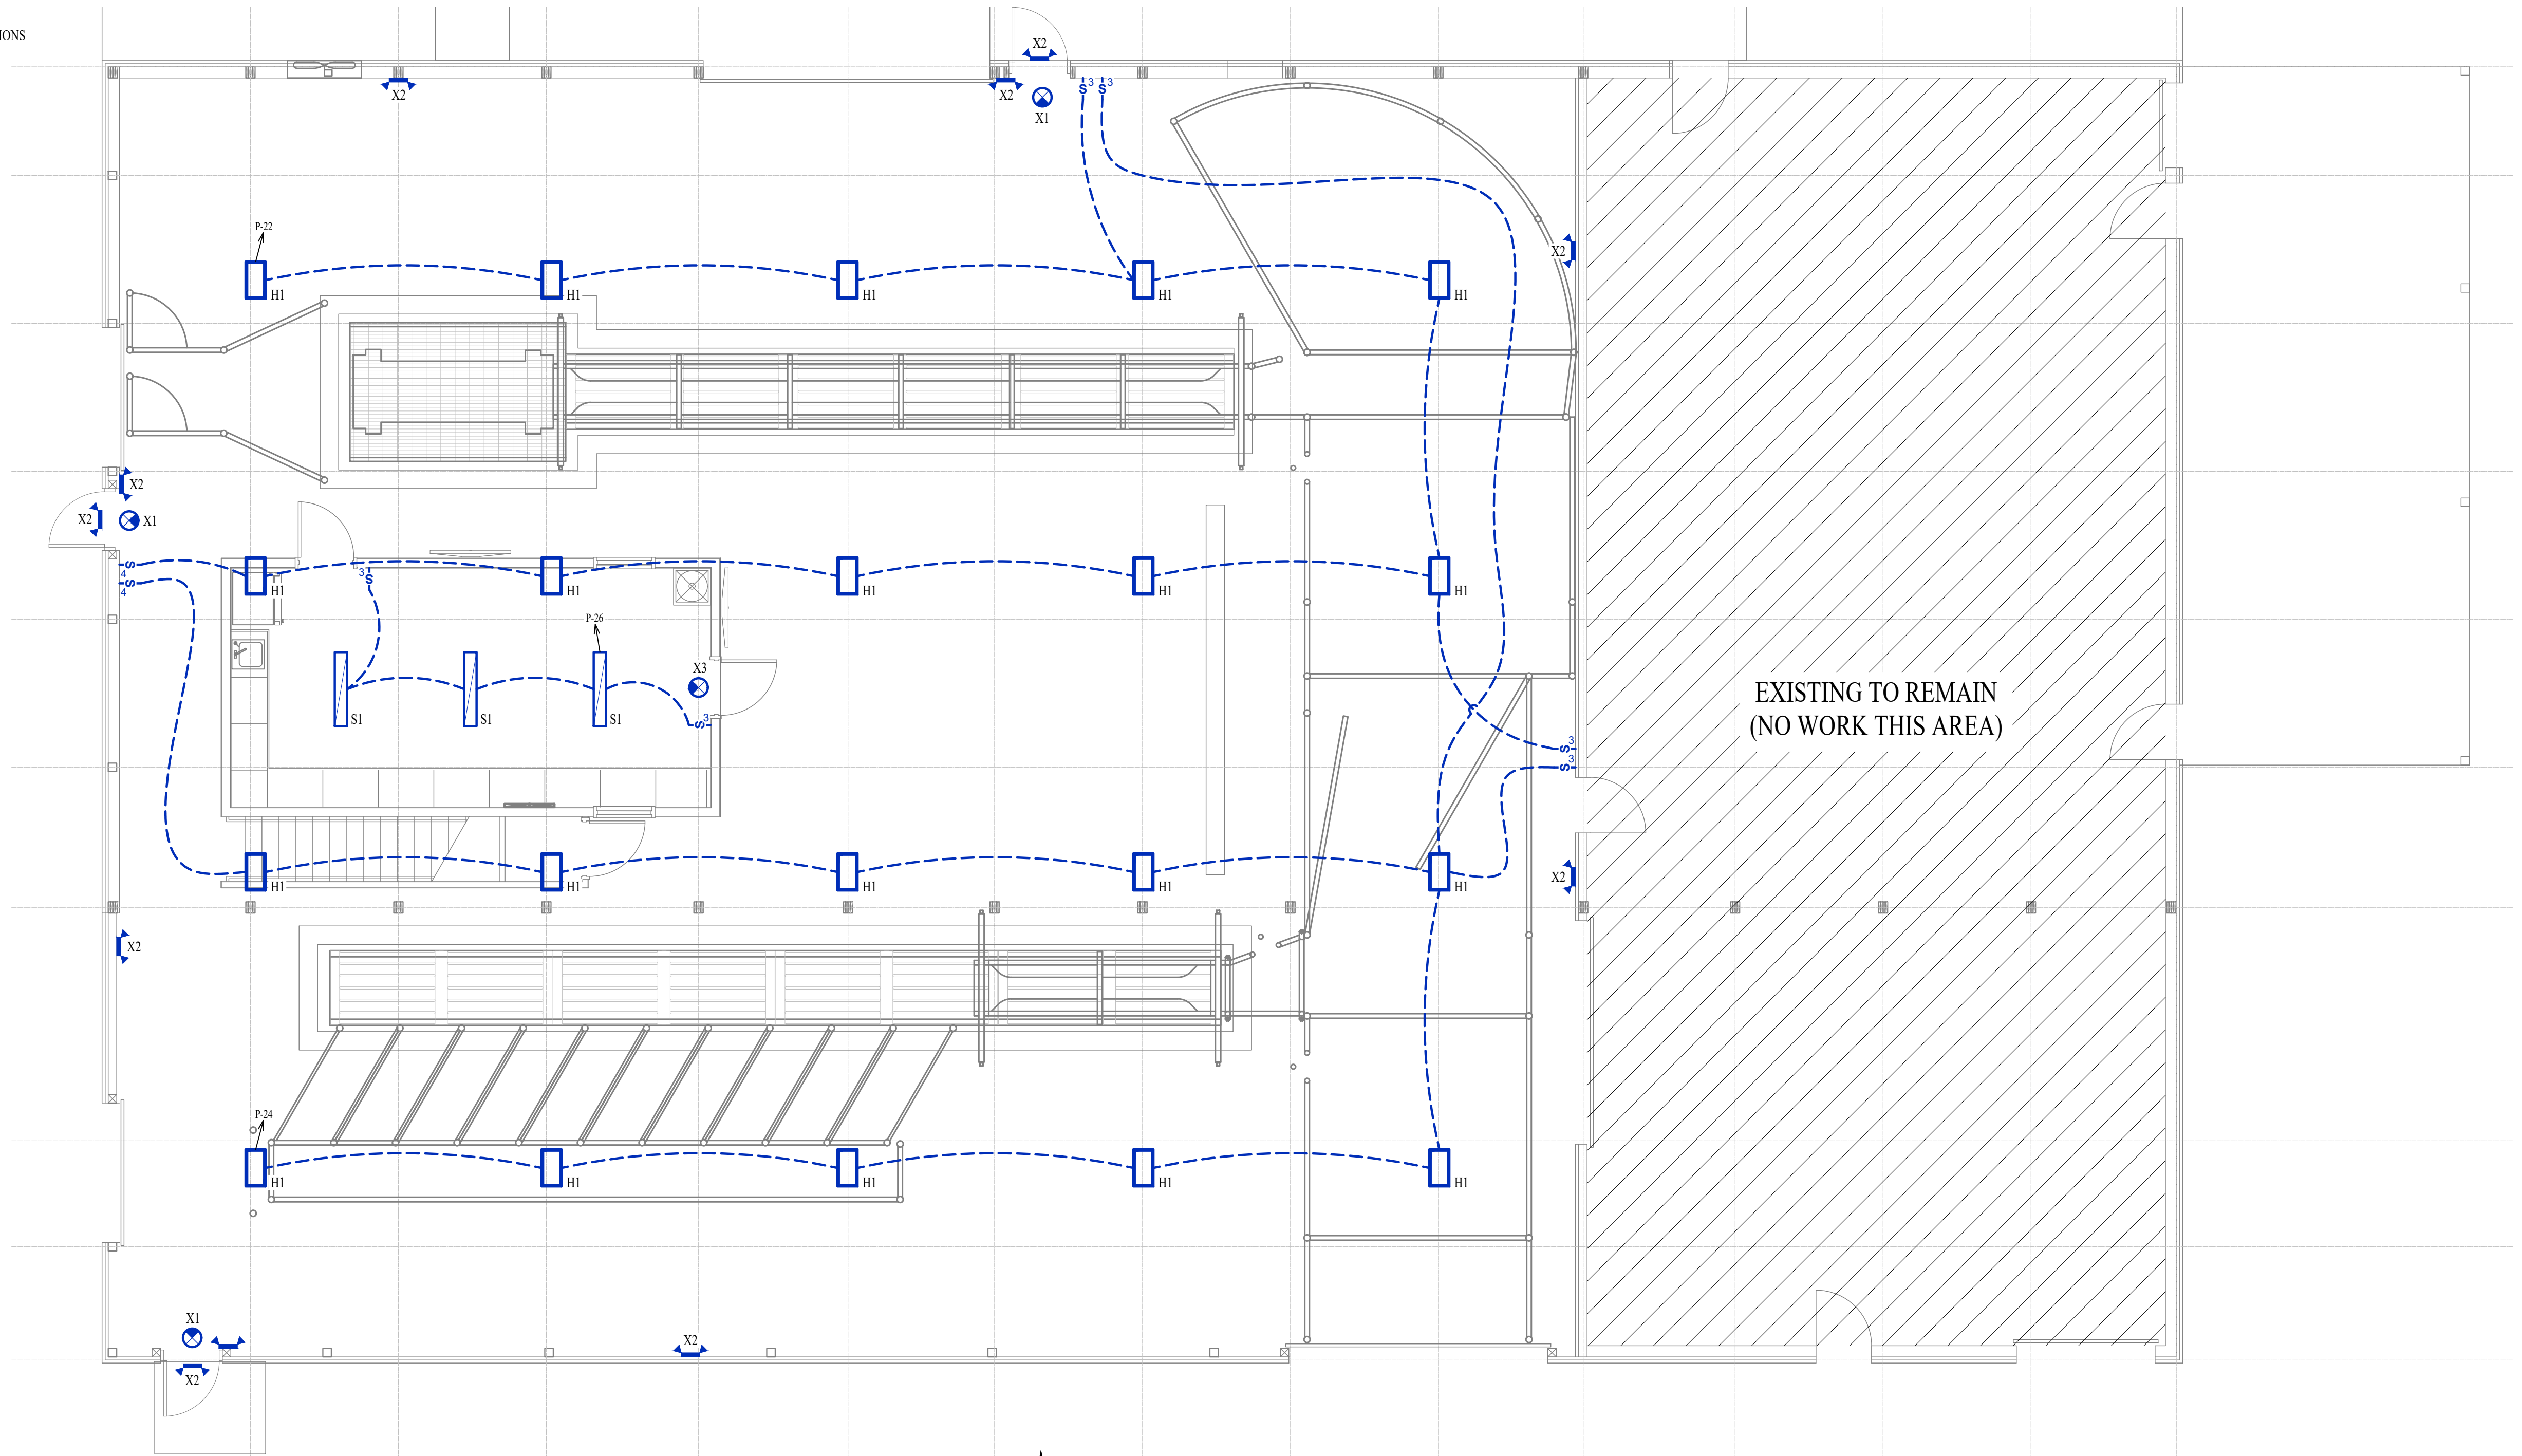 IONS
X2
X2
X2
X1
S3
S3
P-22
X2
H1
H1
H1
H1
H1
X2
X2
X1
S4
S4
3S
H1
H1
H1
H1
H1
P-26
X3
S1
S1
S1
S3
EXISTING TO REMAIN
(NO WORK THIS AREA)
S3
S3
H1
H1
H1
H1
H1
X2
X2
P-24
H1
H1
H1
H1
H1
X1
X2
X2